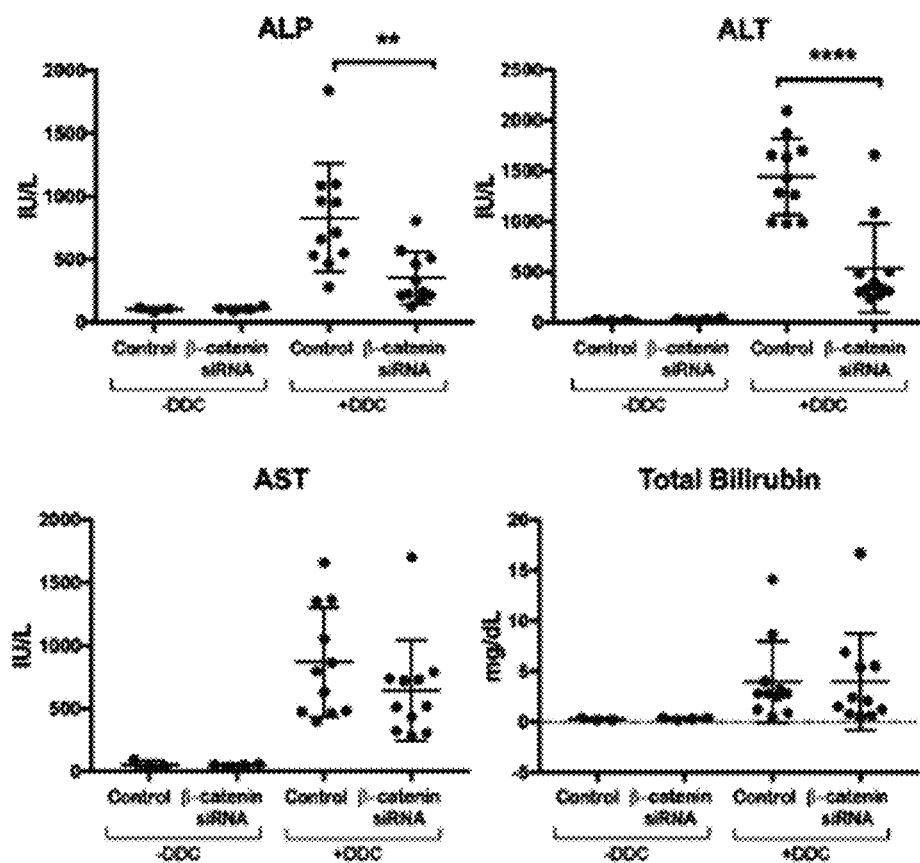 ALP
**
2000
1500
1000
500
0
IU/L
Control β-catenin siRNA Control β-catenin siRNA
-DDC +DDC
ALT
****
2500
2000
1500
1000
500
0
IU/L
Control β-catenin siRNA Control β-catenin siRNA
-DDC +DDC
AST
2000
1500
1000
500
0
IU/L
Control β-catenin siRNA Control β-catenin siRNA
-DDC +DDC
Total Bilirubin
20
15
10
5
0
-5
mg/dL
Control β-catenin siRNA Control β-catenin siRNA
-DDC +DDC